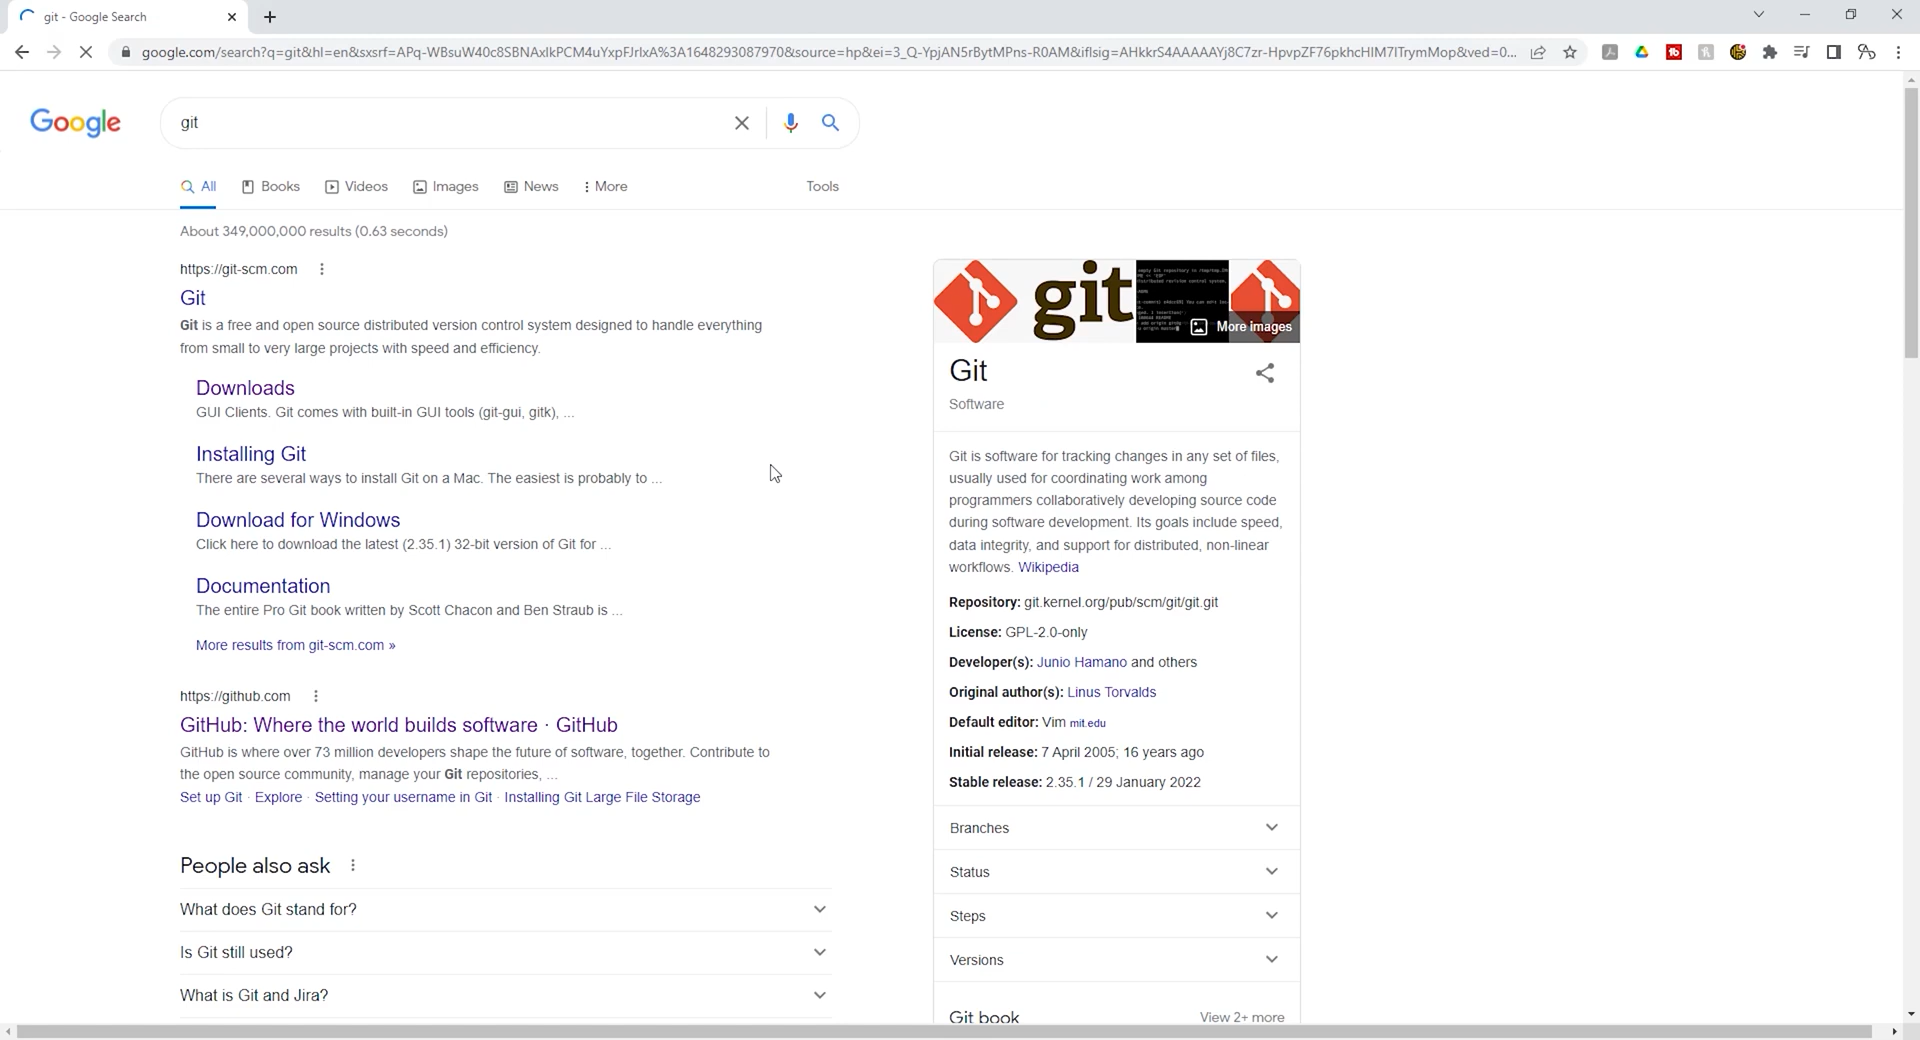 git - Google Search
google.com/search?q=git&hl=en&sxsrf=APq-WBsuW40c8SBNAxIkPCM4uYxpFJrIxA%3A1648293087970&source=hp&ei=3_Q-YpjAN5rBytMPns-R0AM&iflsig=AHkkrS4AAAAAYj8C7zr-HpvpZF76pkhcHIM7lTrymMop&ved=0...
Google
git
All Books Videos Images News More Tools
About 349,000,000 results (0.63 seconds)
https://git-scm.com
Git
Git is a free and open source distributed version control system designed to handle everything
from small to very large projects with speed and efficiency.
Downloads
GUI Clients. Git comes with built-in GUI tools (git-gui, gitk), ...
Installing Git
There are several ways to install Git on a Mac. The easiest is probably to ...
Download for Windows
Click here to download the latest (2.35.1) 32-bit version of Git for ...
Documentation
The entire Pro Git book written by Scott Chacon and Ben Straub is ...
More results from git-scm.com »
https://github.com
GitHub: Where the world builds software · GitHub
GitHub is where over 73 million developers shape the future of software, together. Contribute to
the open source community, manage your Git repositories, ...
Set up Git · Explore · Setting your username in Git · Installing Git Large File Storage
People also ask
What does Git stand for?
Is Git still used?
What is Git and Jira?
git
More images
Git
Software
Git is software for tracking changes in any set of files,
usually used for coordinating work among
programmers collaboratively developing source code
during software development. Its goals include speed,
data integrity, and support for distributed, non-linear
workflows. Wikipedia
Repository: git.kernel.org/pub/scm/git/git.git
License: GPL-2.0-only
Developer(s): Junio Hamano and others
Original author(s): Linus Torvalds
Default editor: Vim mit.edu
Initial release: 7 April 2005; 16 years ago
Stable release: 2.35.1 / 29 January 2022
Branches
Status
Steps
Versions
Git book View 2+ more